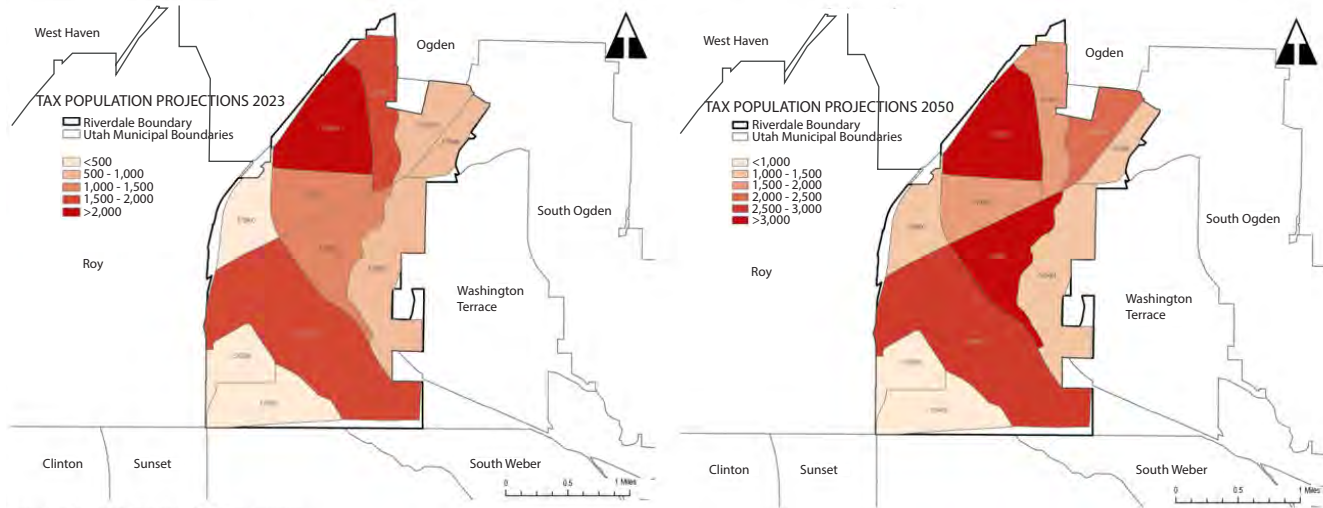 West Haven
Ogden
TAX POPULATION PROJECTIONS 2023
Riverdale Boundary
Utah Municipal Boundaries
<500
500 - 1,000
1,000 - 1,500
1,500 - 2,000
>2,000
South Ogden
Roy
Washington
Terrace
Clinton
Sunset
South Weber
0 0.5 1 Miles
West Haven
Ogden
TAX POPULATION PROJECTIONS 2050
Riverdale Boundary
Utah Municipal Boundaries
<1,000
1,000 - 1,500
1,500 - 2,000
2,000 - 2,500
2,500 - 3,000
>3,000
South Ogden
Roy
Washington
Terrace
Clinton
Sunset
South Weber
0 0.5 1 Miles